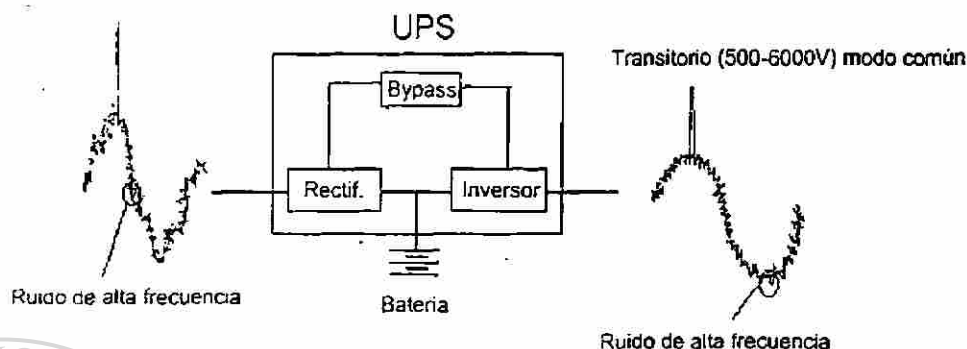 UPS
Transitorio (500-6000V) modo común
Bypass
Rectif.
Inversor
Ruido de alta frecuencia
Bateria
Ruido de alta frecuencia